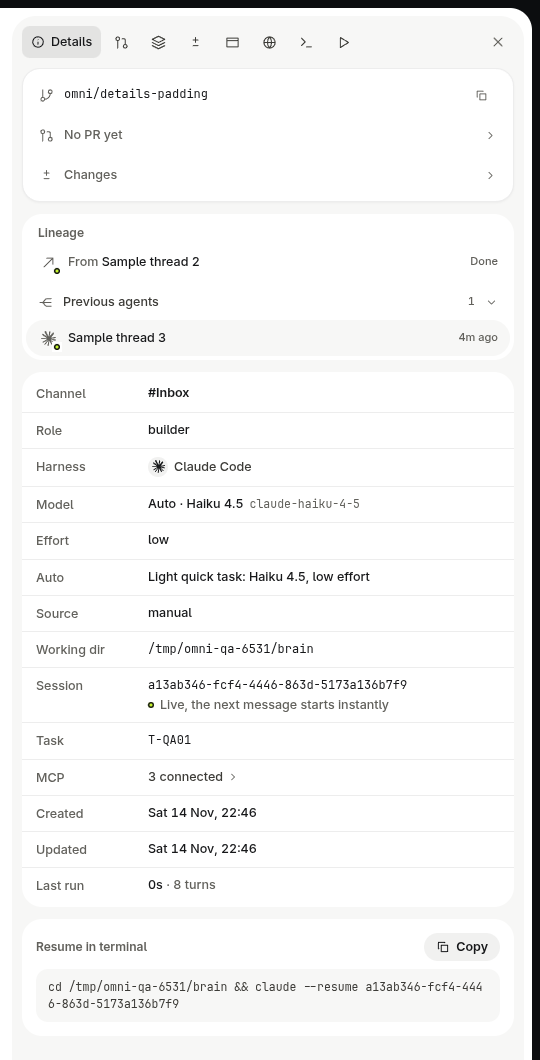 Details
omni/details-padding
No PR yet
Changes
Lineage
From Sample thread 2 Done
Previous agents 1
Sample thread 3 4m ago
Channel #Inbox
Role builder
Harness Claude Code
Model Auto · Haiku 4.5 claude-haiku-4-5
Effort low
Auto Light quick task: Haiku 4.5, low effort
Source manual
Working dir /tmp/omni-qa-6531/brain
Session a13ab346-fcf4-4446-863d-5173a136b7f9
Live, the next message starts instantly
Task T-QA01
MCP 3 connected
Created Sat 14 Nov, 22:46
Updated Sat 14 Nov, 22:46
Last run 0s · 8 turns
Resume in terminal Copy
cd /tmp/omni-qa-6531/brain && claude --resume a13ab346-fcf4-444
6-863d-5173a136b7f9